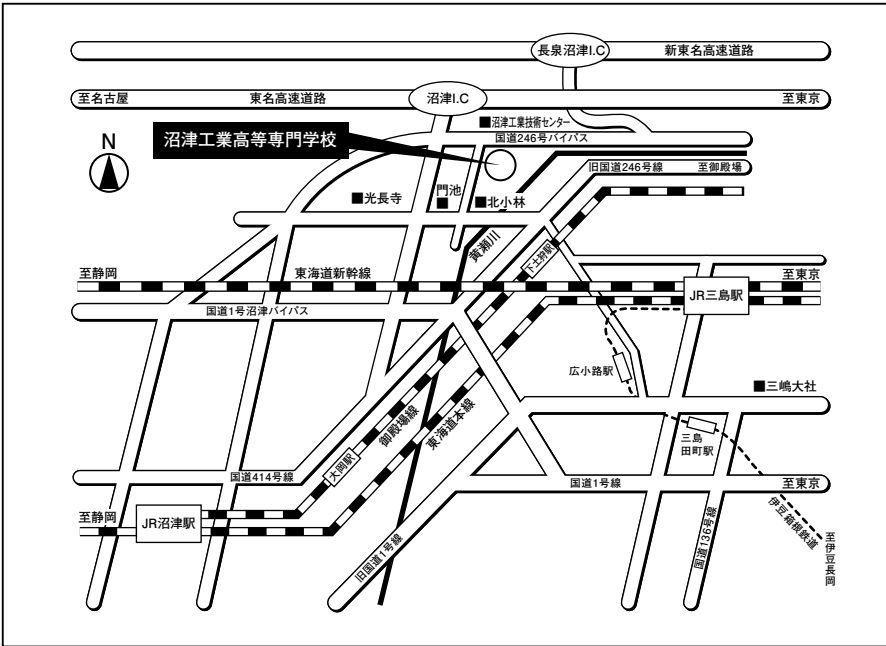 長泉沼津I.C
新東名高速道路
至名古屋
東名高速道路
沼津I.C
至東京
■沼津工業技術センター
国道246号バイパス
沼津工業高等専門学校
N
旧国道246号線
至御殿場
■光長寺
門池
■
■北小林
黄瀬川
下土狩駅
至静岡
東海道新幹線
至東京
JR三島駅
国道1号沼津バイパス
広小路駅
■三嶋大社
御殿場線
東海道本線
三島
田町駅
大岡駅
国道414号線
国道1号線
至東京
至静岡
JR沼津駅
旧国道1号線
国道136号線
伊豆箱根鉄道
至伊豆長岡